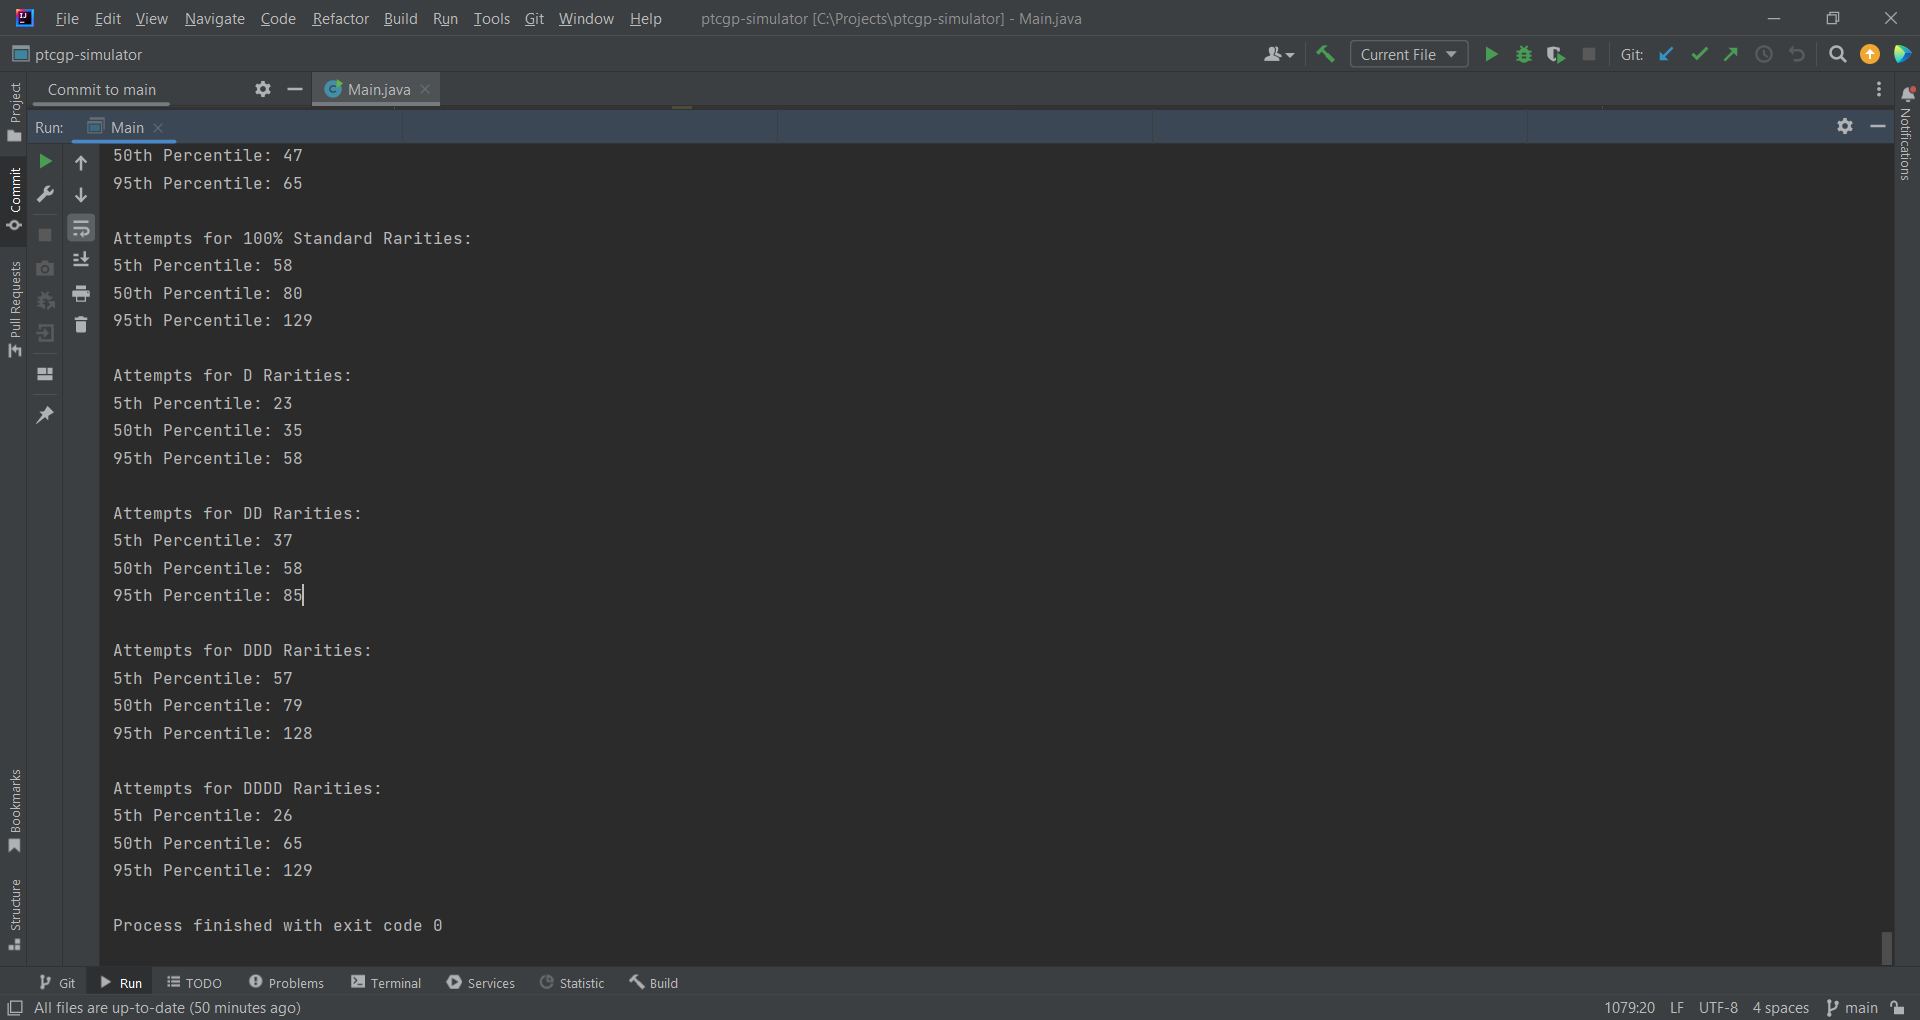 File Edit View Navigate Code Refactor Build Run Tools Git Window Help ptcgp-simulator [C:\Projects\ptcgp-simulator] - Main.java
ptcgp-simulator Current File Git:
Commit to main Main.java
Run: Main
50th Percentile: 47
95th Percentile: 65
Attempts for 100% Standard Rarities:
5th Percentile: 58
50th Percentile: 80
95th Percentile: 129
Attempts for D Rarities:
5th Percentile: 23
50th Percentile: 35
95th Percentile: 58
Attempts for DD Rarities:
5th Percentile: 37
50th Percentile: 58
95th Percentile: 85
Attempts for DDD Rarities:
5th Percentile: 57
50th Percentile: 79
95th Percentile: 128
Attempts for DDDD Rarities:
5th Percentile: 26
50th Percentile: 65
95th Percentile: 129
Process finished with exit code 0
Project
Commit
Pull Requests
Bookmarks
Structure
Notifications
Git Run TODO Problems Terminal Services Statistic Build
All files are up-to-date (50 minutes ago) 1079:20 LF UTF-8 4 spaces main